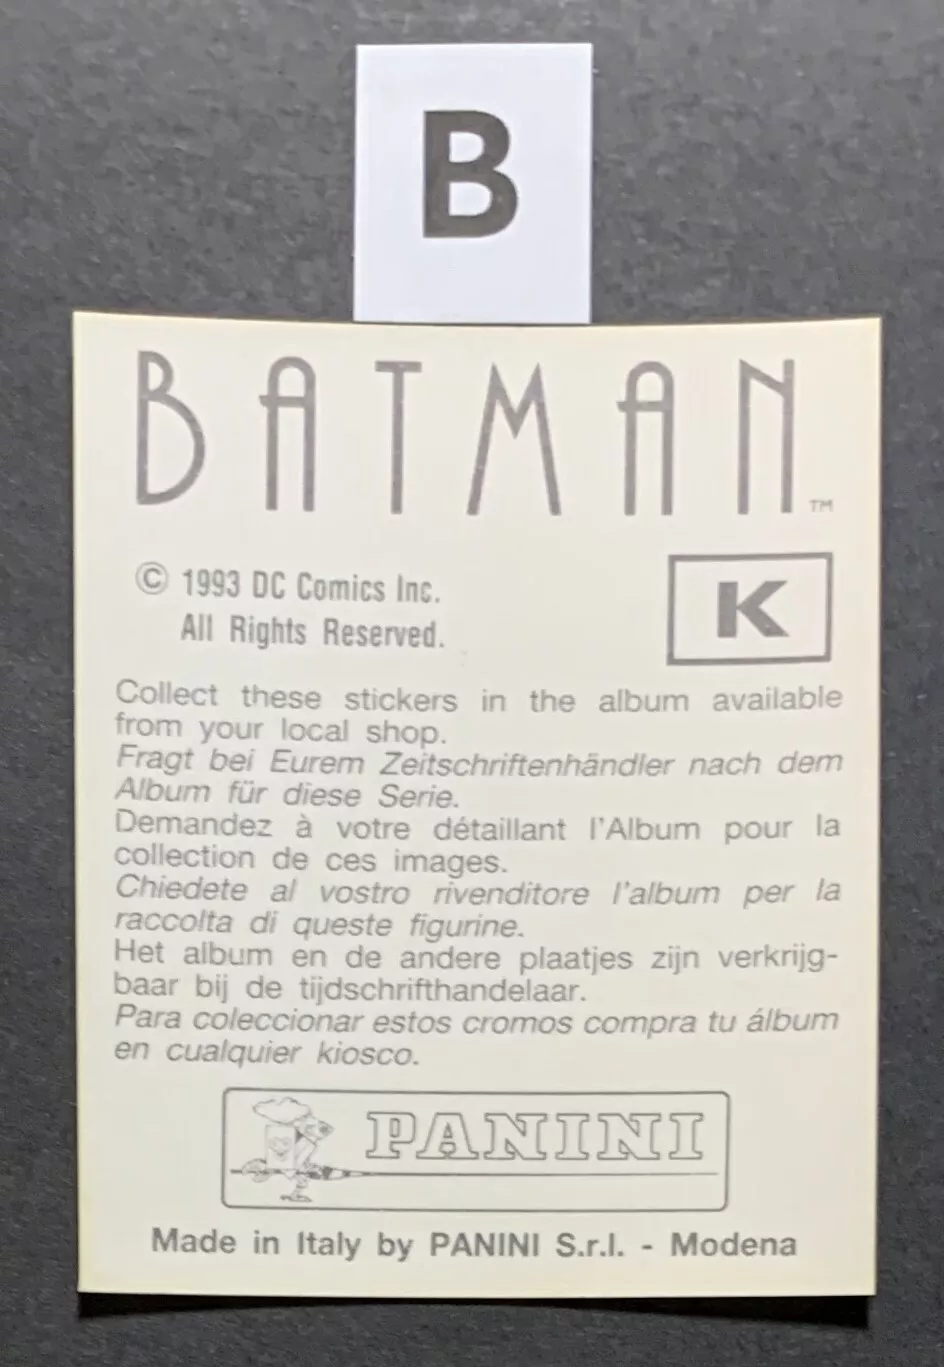 B
BATMAN™
© 1993 DC Comics Inc.
All Rights Reserved.
K
Collect these stickers in the album available
from your local shop.
Fragt bei Eurem Zeitschriftenhändler nach dem
Album für diese Serie.
Demandez à votre détaillant l'Album pour la
collection de ces images.
Chiedete al vostro rivenditore l'album per la
raccolta di queste figurine.
Het album en de andere plaatjes zijn verkrijg-
baar bij de tijdschrifthandelaar.
Para coleccionar estos cromos compra tu álbum
en cualquier kiosco.
PANINI
Made in Italy by PANINI S.r.l. - Modena